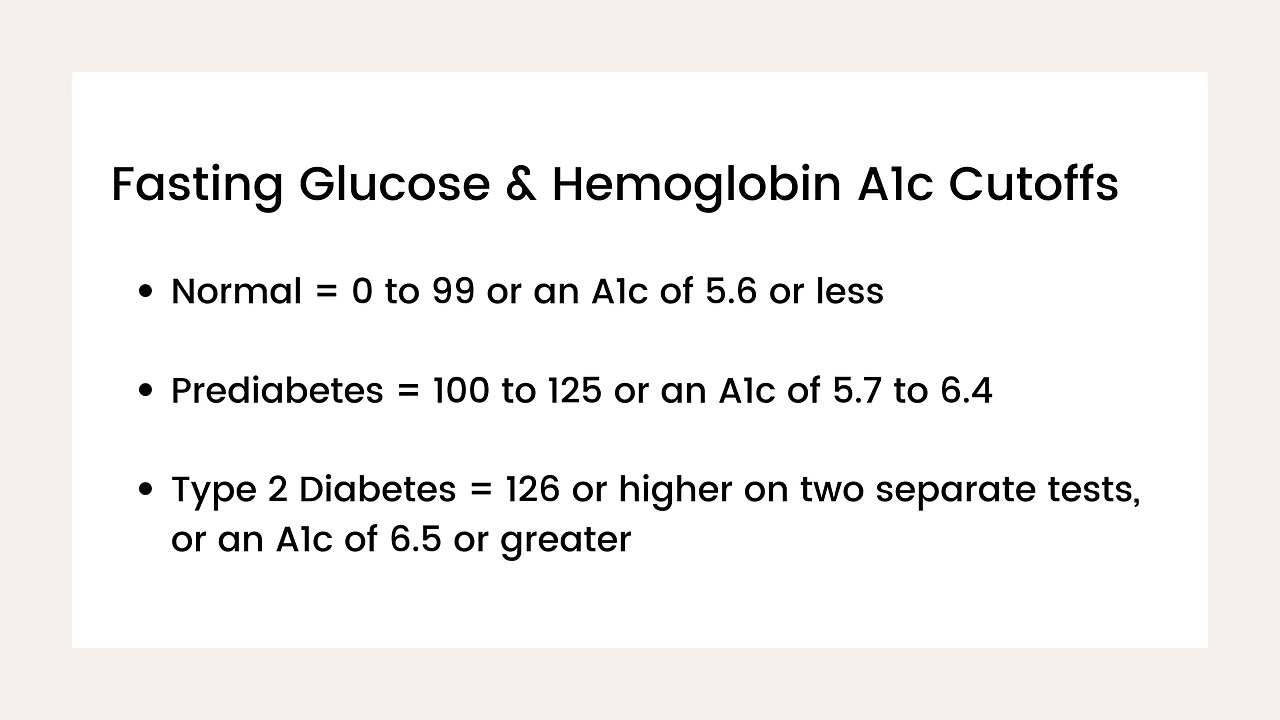 Fasting Glucose & Hemoglobin A1c Cutoffs
• Normal = 0 to 99 or an A1c of 5.6 or less
• Prediabetes = 100 to 125 or an A1c of 5.7 to 6.4
• Type 2 Diabetes = 126 or higher on two separate tests,
or an A1c of 6.5 or greater